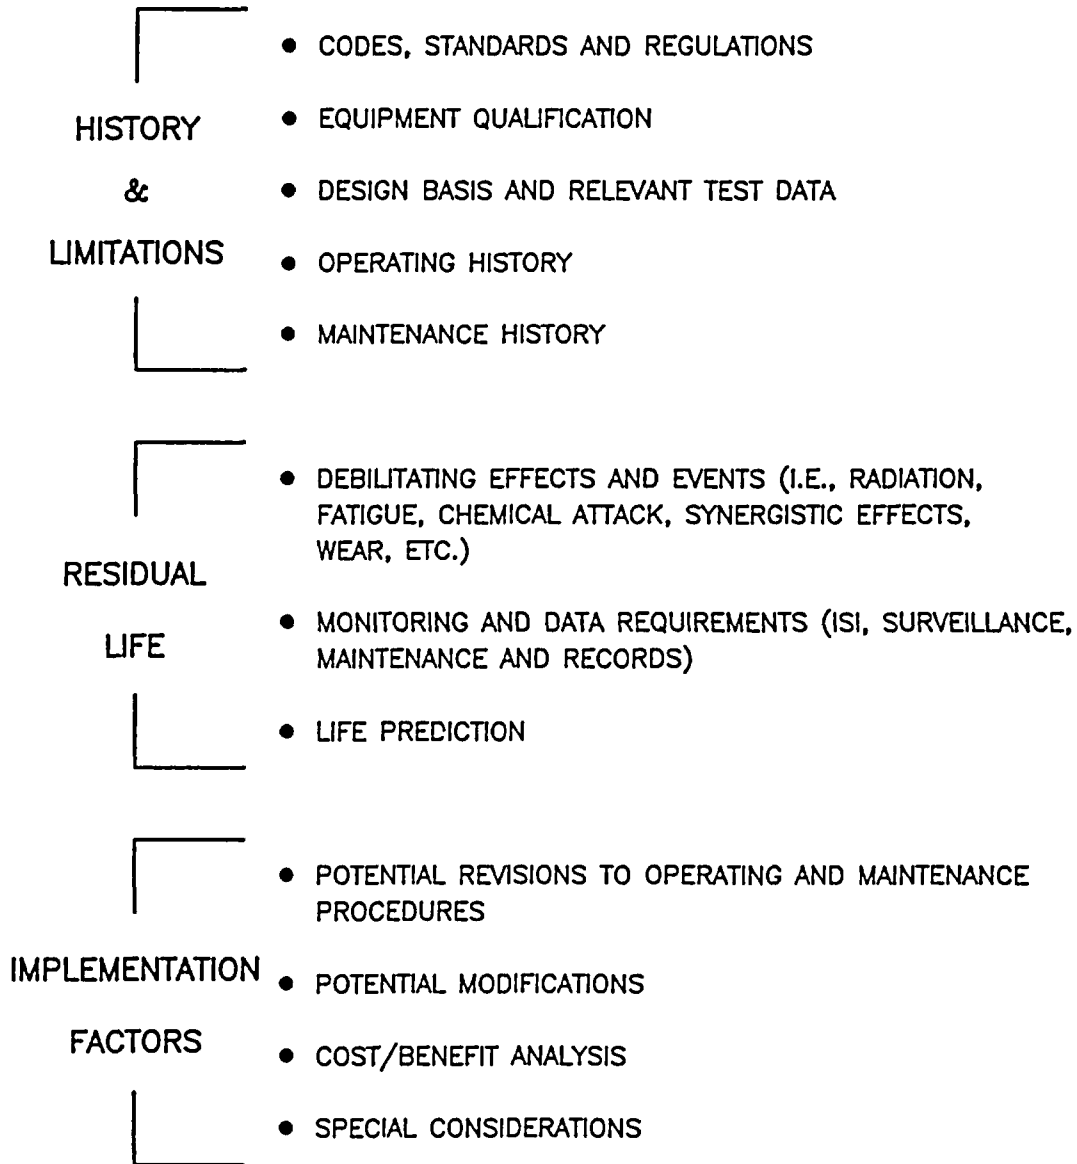 HISTORY
&
LIMITATIONS
• CODES, STANDARDS AND REGULATIONS
• EQUIPMENT QUALIFICATION
• DESIGN BASIS AND RELEVANT TEST DATA
• OPERATING HISTORY
• MAINTENANCE HISTORY
RESIDUAL
LIFE
• DEBILITATING EFFECTS AND EVENTS (I.E., RADIATION,
FATIGUE, CHEMICAL ATTACK, SYNERGISTIC EFFECTS,
WEAR, ETC.)
• MONITORING AND DATA REQUIREMENTS (ISI, SURVEILLANCE,
MAINTENANCE AND RECORDS)
• LIFE PREDICTION
IMPLEMENTATION
FACTORS
• POTENTIAL REVISIONS TO OPERATING AND MAINTENANCE
PROCEDURES
• POTENTIAL MODIFICATIONS
• COST/BENEFIT ANALYSIS
• SPECIAL CONSIDERATIONS